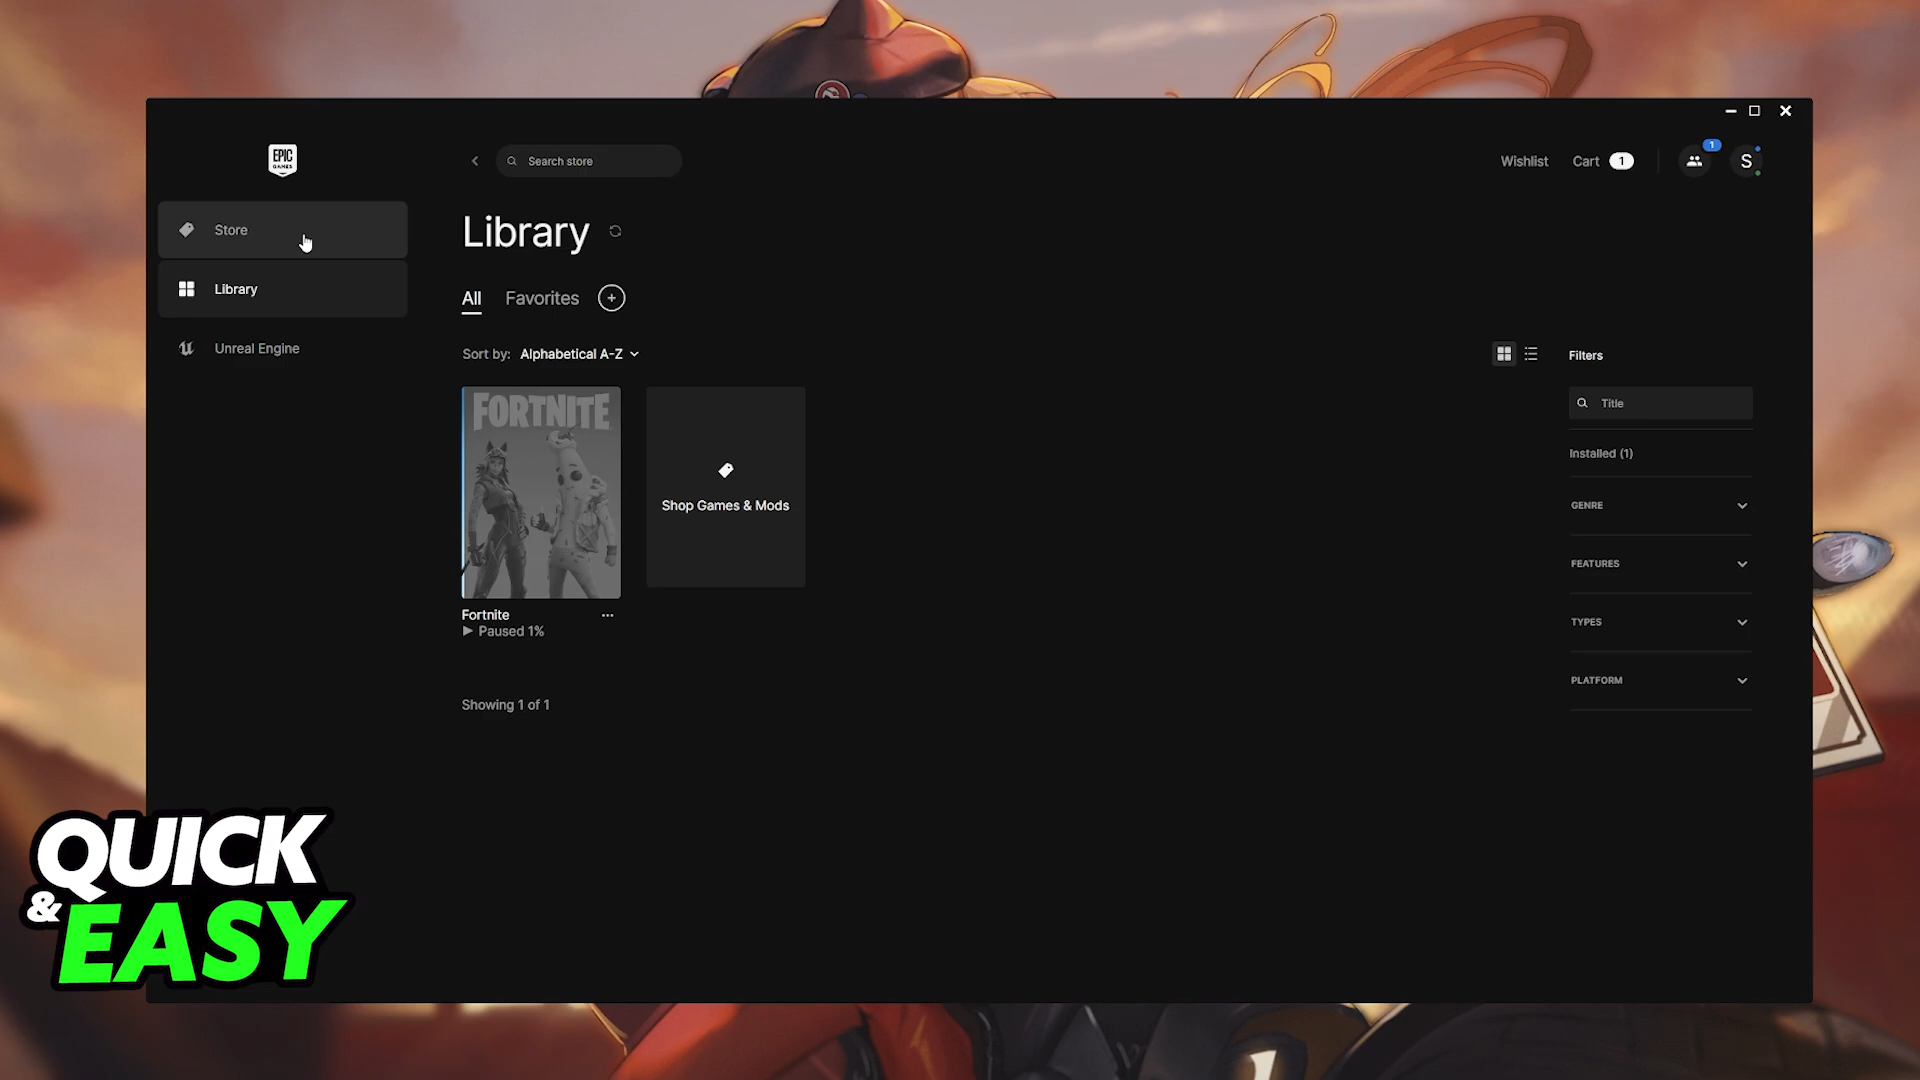 EPIC
GAMES
Search store
Wishlist
Cart 1
1
S
Store
Library
Unreal Engine
Library
All
Favorites
Sort by: Alphabetical A-Z
FORTNITE
Shop Games & Mods
Fortnite
Paused 1%
Showing 1 of 1
Filters
Title
Installed (1)
GENRE
FEATURES
TYPES
PLATFORM
QUICK
& EASY